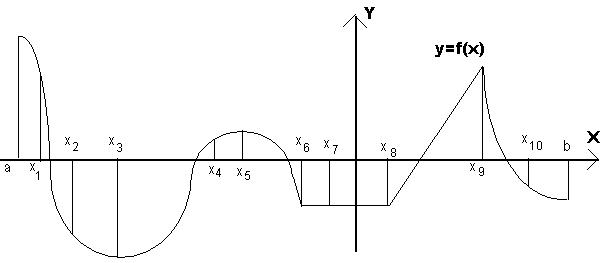 Y
y=f(x)
x2 x3 x6 x7 x8 x10 b X
a x1 x4 x5 x9